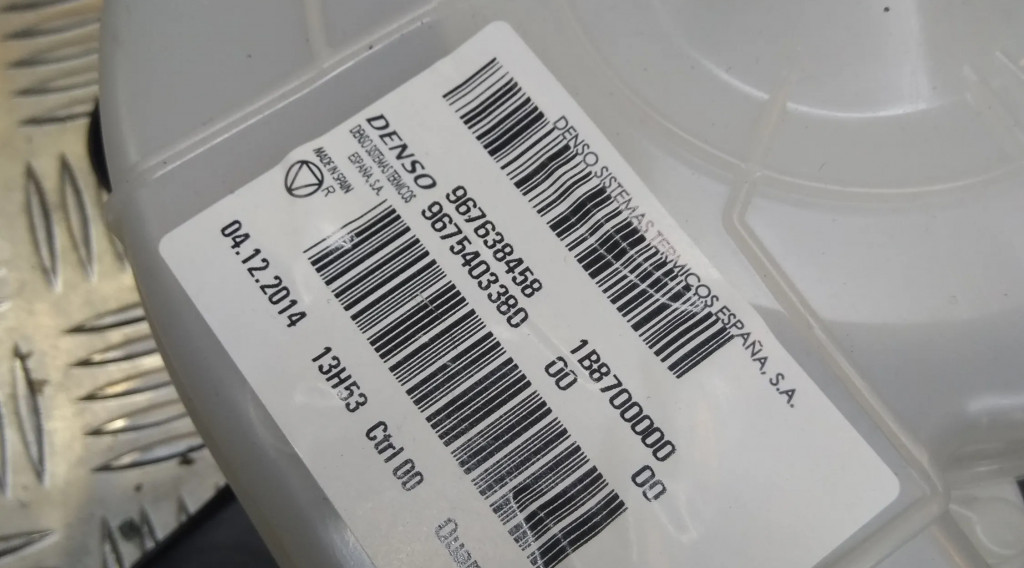 DENSO SISTEMAS TERMICOS ESPAÑA, S.A.
DENSO
DENSO SISTEMAS TERMICOS
ESPAÑA, S.A.
MADE IN SPAIN
R
967638458 1B8700000 00
9675403380 00
04.12.2014 13H53 Ctrl 00